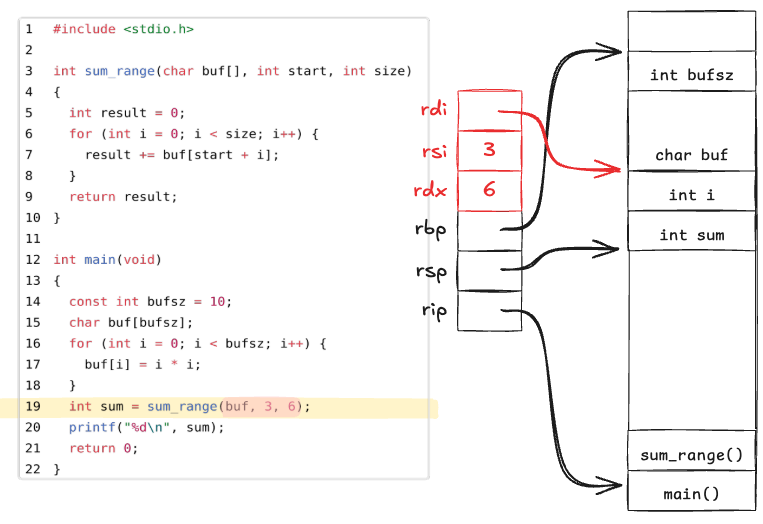 1 #include <stdio.h>
2
3 int sum_range(char buf[], int start, int size)
4 {
5   int result = 0;
6   for (int i = 0; i < size; i++) {
7     result += buf[start + i];
8   }
9   return result;
10 }
11
12 int main(void)
13 {
14   const int bufsz = 10;
15   char buf[bufsz];
16   for (int i = 0; i < bufsz; i++) {
17     buf[i] = i * i;
18   }
19   int sum = sum_range(buf, 3, 6);
20   printf("%d\n", sum);
21   return 0;
22 }
rdi
rsi 3
rdx 6
rbp
rsp
rip
int bufsz
char buf
int i
int sum
sum_range()
main()